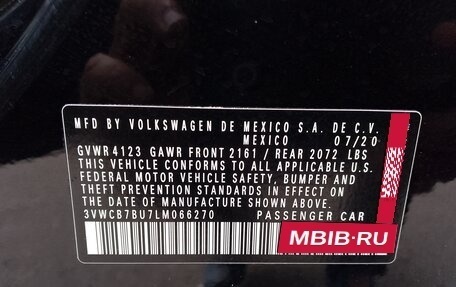 MFD BY VOLKSWAGEN DE MEXICO S.A. DE C.V.
MEXICO 07/20
GVWR 4123 GAWR FRONT 2161 / REAR 2072 LBS
THIS VEHICLE CONFORMS TO ALL APPLICABLE U.S.
FEDERAL MOTOR VEHICLE SAFETY, BUMPER AND
THEFT PREVENTION STANDARDS IN EFFECT ON
THE DATE OF MANUFACTURE SHOWN ABOVE.
3VWCB7BU7LM066270 PASSENGER CAR
MBIB·RU